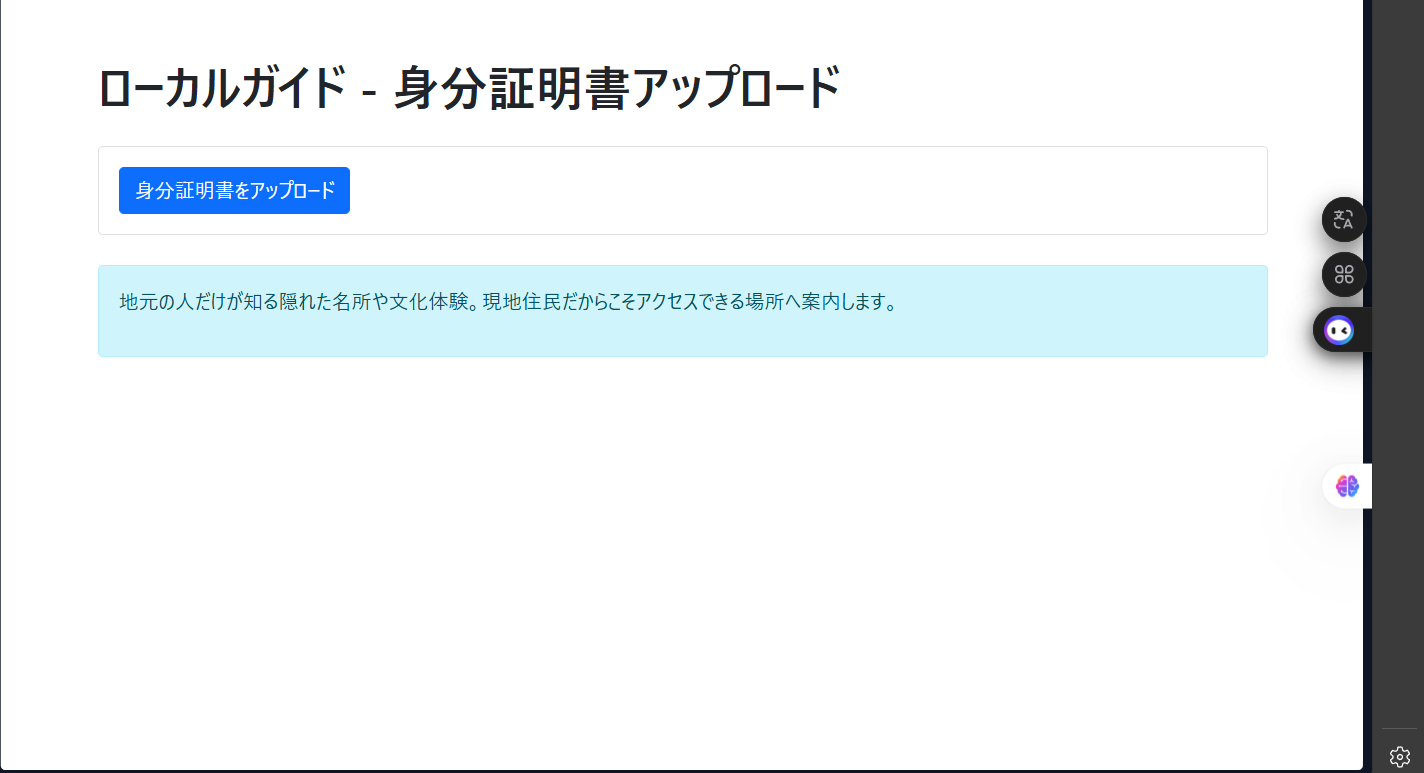 ローカルガイド - 身分証明書アップロード
身分証明書をアップロード
地元の人だけが知る隠れた名所や文化体験。現地住民だからこそアクセスできる場所へ案内します。